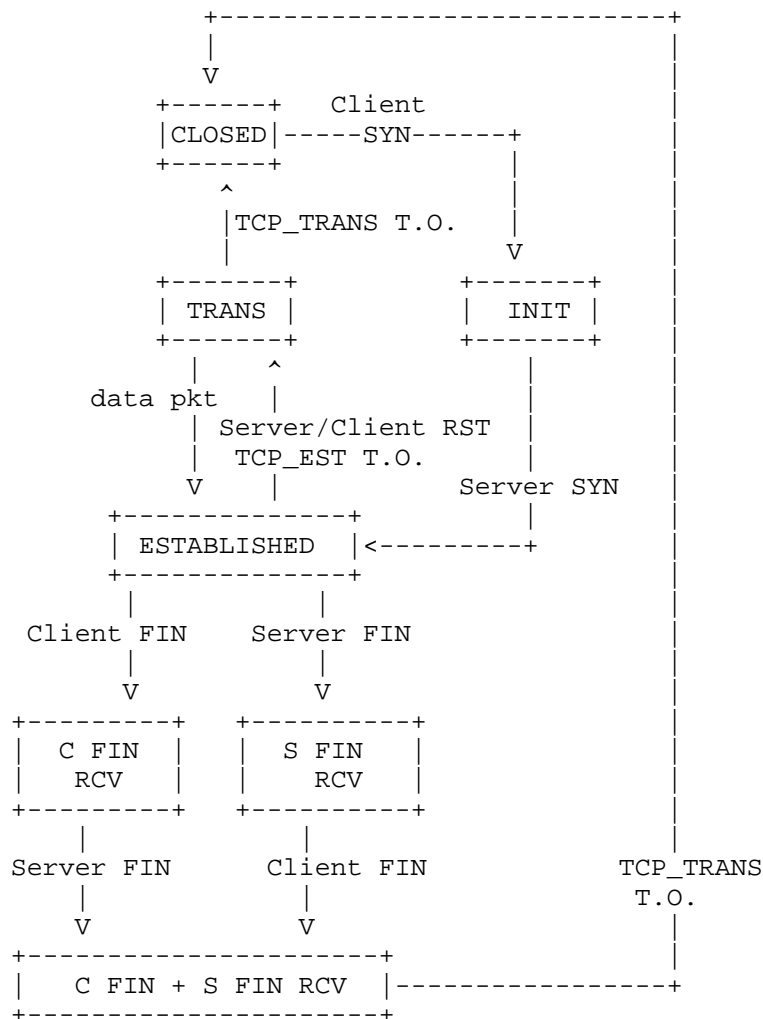 Client
CLOSED SYN
TCP_TRANS T.O.
TRANS INIT
data pkt
Server/Client RST
TCP_EST T.O.
Server SYN
ESTABLISHED
Client FIN Server FIN
C FIN S FIN
RCV RCV
Server FIN Client FIN TCP_TRANS
T.O.
C FIN + S FIN RCV